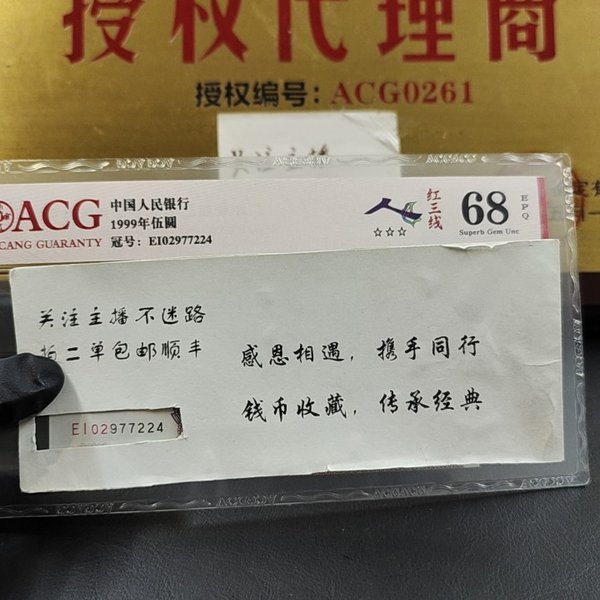 授权代理商
授权编号：ACG0261
ACG
CANG GUARANTY
中国人民银行
1999年伍圆
冠号：EI02977224
红三线
68
EPQ
Superb Gem Unc
关注主播不迷路
拍二单包邮顺丰
感恩相遇，携手同行
钱币收藏，传承经典
EI02977224